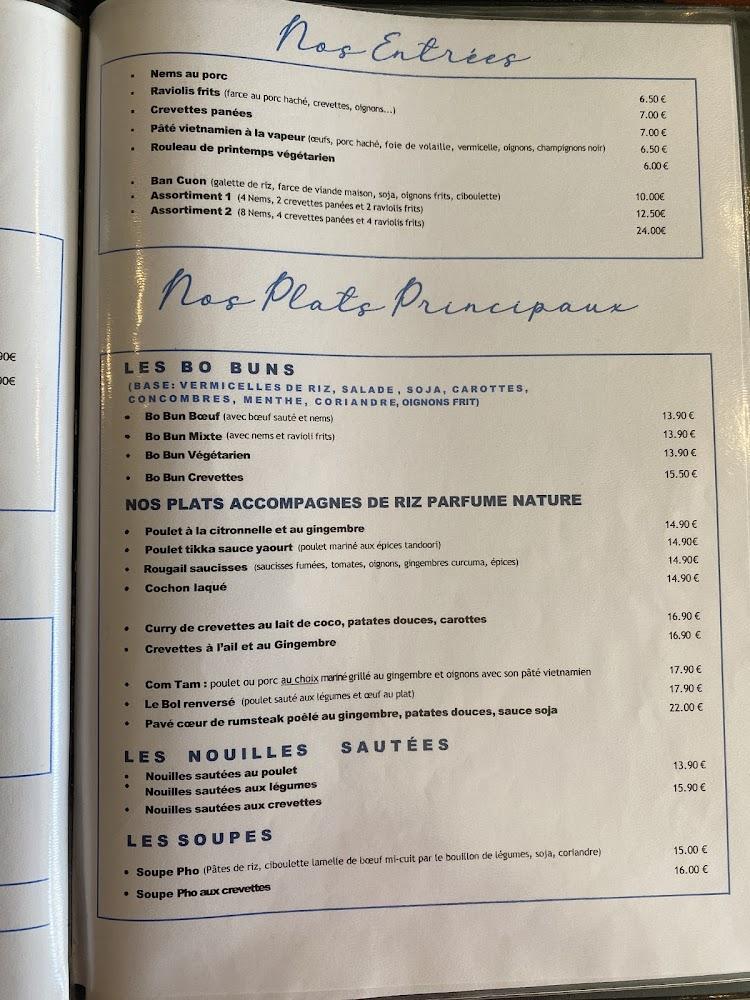 Nos Entrées
• Nems au porc 6.50 €
• Raviolis frits (farce au porc haché, crevettes, oignons...) 7.00 €
• Crevettes panées 7.00 €
• Pâté vietnamien à la vapeur (œufs, porc haché, foie de volaille, vermicelle, oignons, champignons noir) 6.50 €
• Rouleau de printemps végétarien 6.00 €
• Ban Cuon (galette de riz, farce de viande maison, soja, oignons frits, ciboulette) 10.00€
• Assortiment 1 (4 Nems, 2 crevettes panées et 2 raviolis frits) 12.50€
• Assortiment 2 (8 Nems, 4 crevettes panées et 4 raviolis frits) 24.00€
Nos Plats Principaux
LES BO BUNS
(BASE: VERMICELLES DE RIZ, SALADE, SOJA, CAROTTES,
CONCOMBRES, MENTHE, CORIANDRE, OIGNONS FRIT)
• Bo Bun Bœuf (avec bœuf sauté et nems) 13.90 €
• Bo Bun Mixte (avec nems et ravioli frits) 13.90 €
• Bo Bun Végétarien 13.90 €
• Bo Bun Crevettes 15.50 €
NOS PLATS ACCOMPAGNES DE RIZ PARFUME NATURE
• Poulet à la citronnelle et au gingembre 14.90 €
• Poulet tikka sauce yaourt (poulet mariné aux épices tandoori) 14.90€
• Rougail saucisses (saucisses fumées, tomates, oignons, gingembres curcuma, épices) 14.90€
• Cochon laqué 14.90 €
• Curry de crevettes au lait de coco, patates douces, carottes 16.90 €
• Crevettes à l'ail et au Gingembre 16.90 €
• Com Tam : poulet ou porc au choix mariné grillé au gingembre et oignons avec son pâté vietnamien 17.90 €
• Le Bol renversé (poulet sauté aux légumes et œuf au plat) 17.90 €
• Pavé cœur de rumsteak poêlé au gingembre, patates douces, sauce soja 22.00 €
LES NOUILLES SAUTÉES
• Nouilles sautées au poulet 13.90 €
• Nouilles sautées aux légumes 15.90 €
• Nouilles sautées aux crevettes
LES SOUPES
• Soupe Pho (Pâtes de riz, ciboulette lamelle de bœuf mi-cuit par le bouillon de légumes, soja, coriandre) 15.00 €
• Soupe Pho aux crevettes 16.00 €